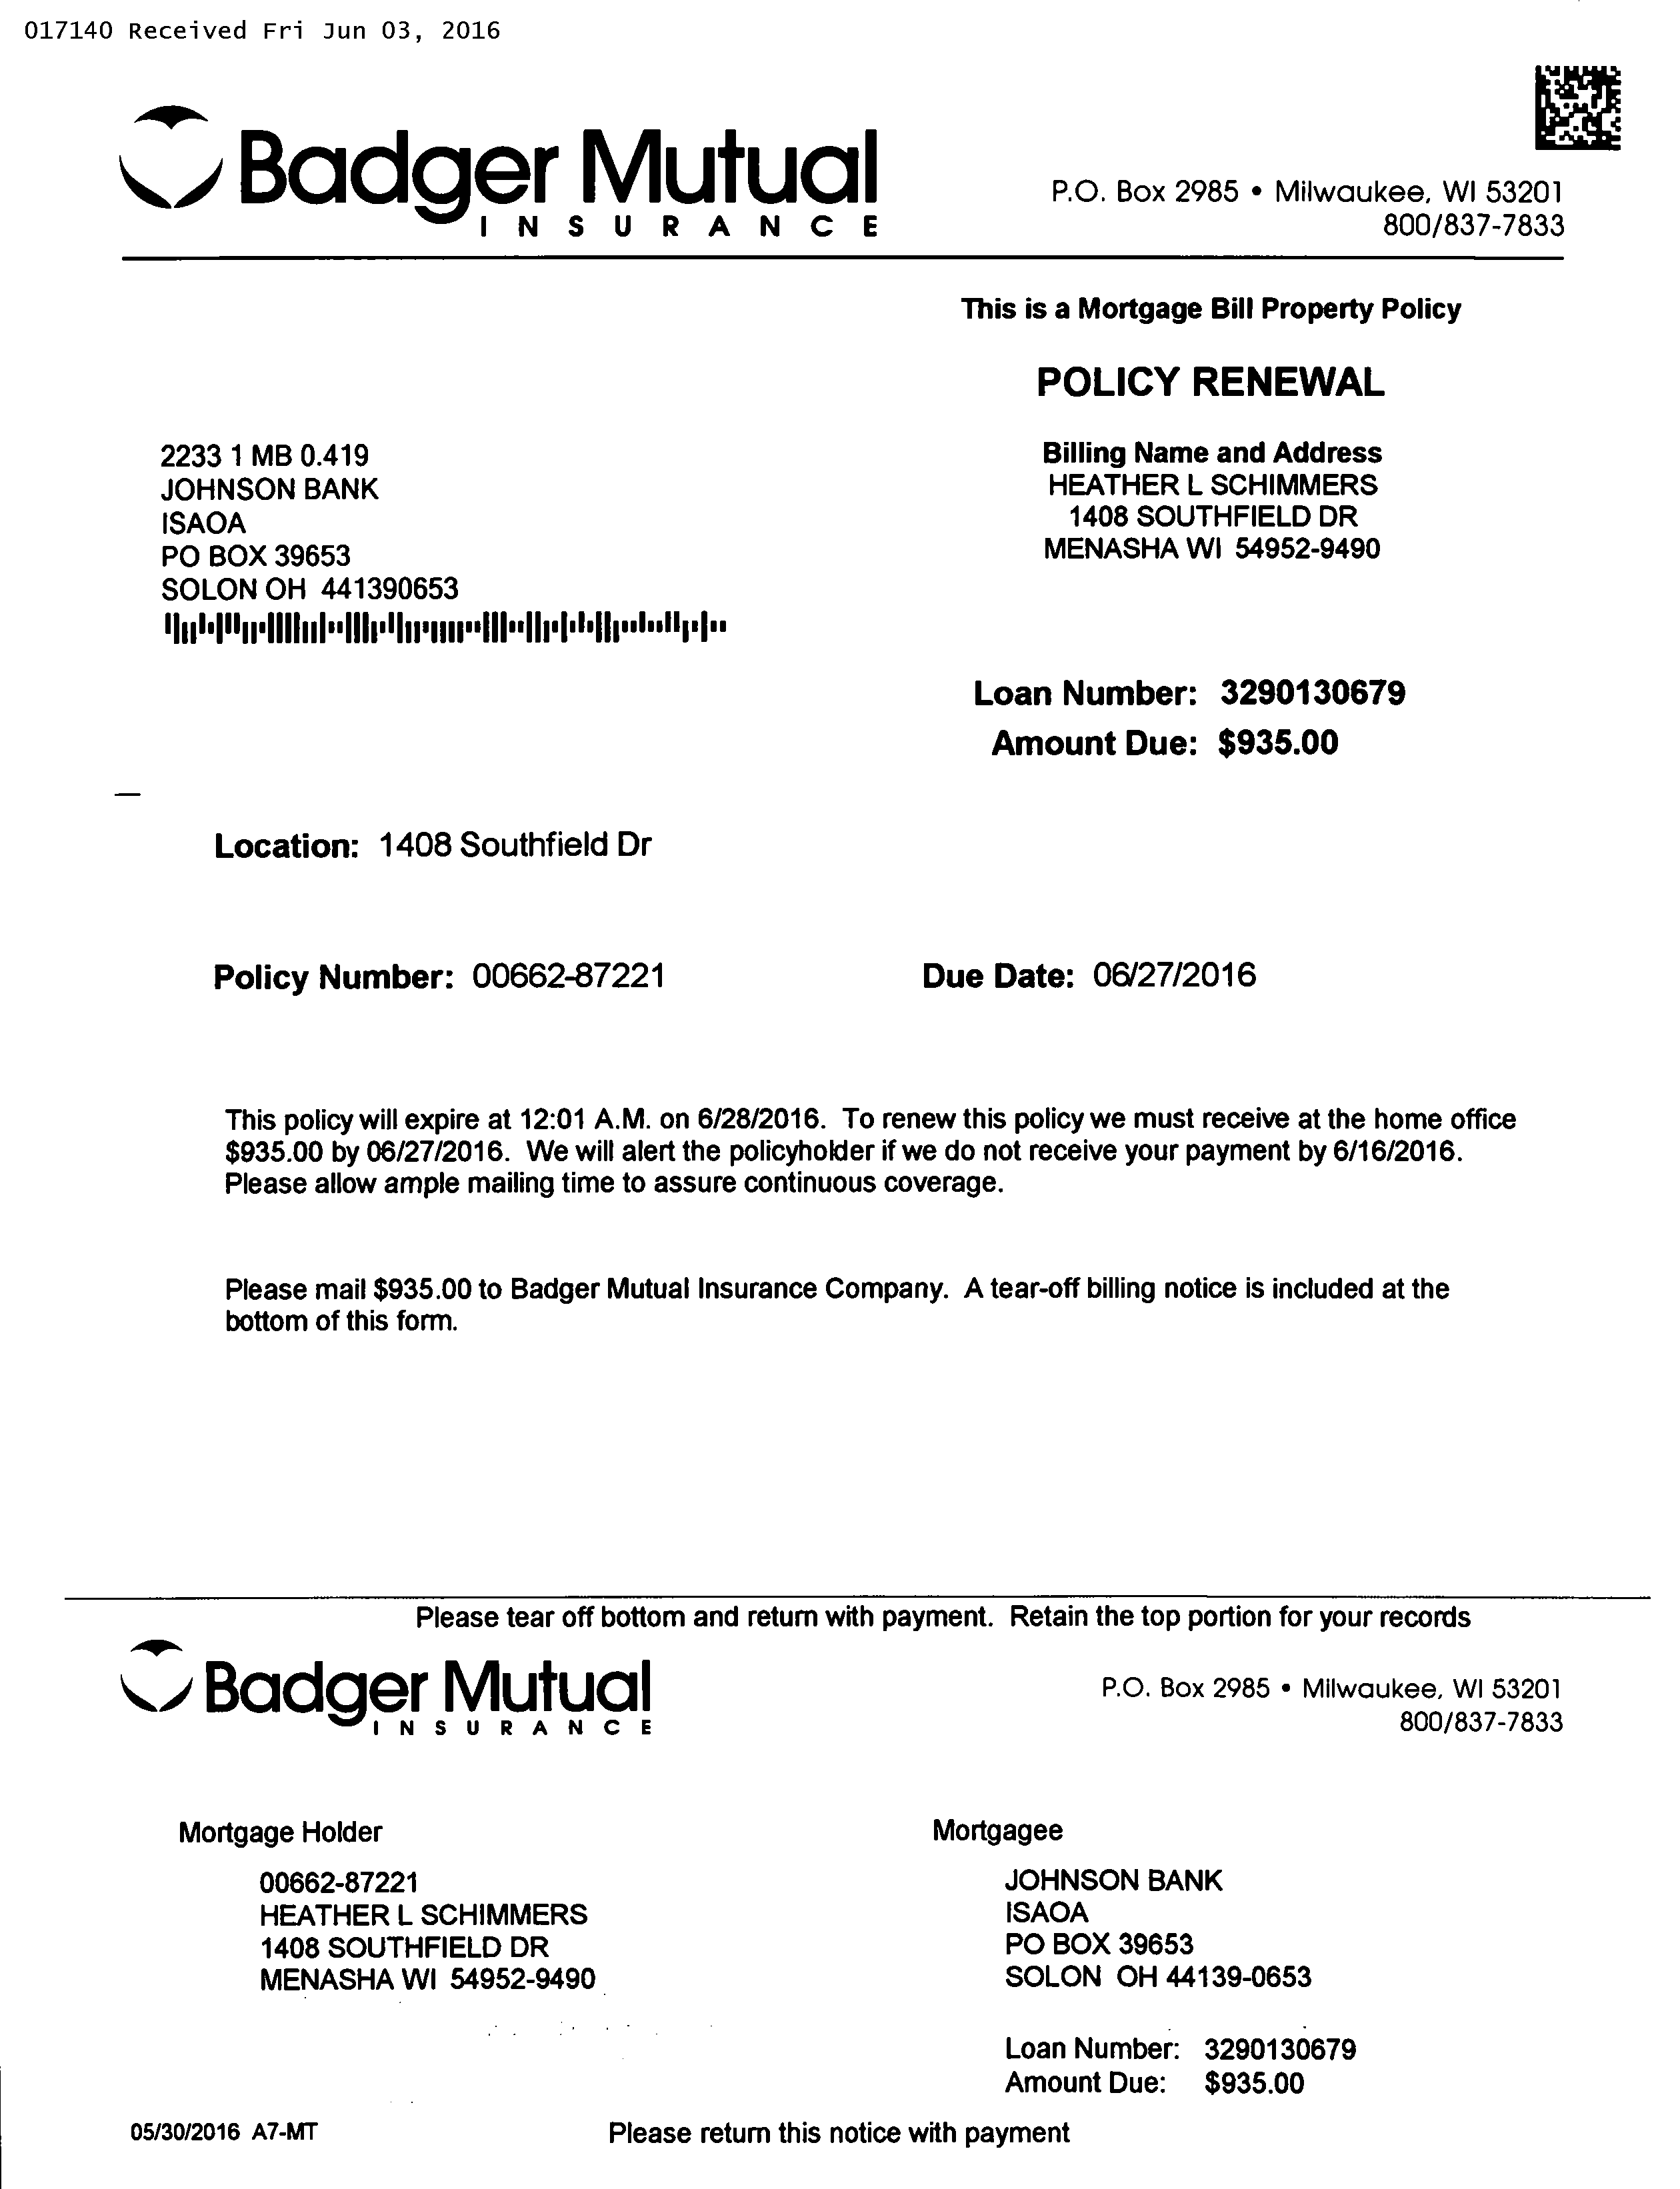 017140 Received Fri Jun 03, 2016
Badger Mutual
INSURANCE
P.O. Box 2985 • Milwaukee, WI 53201
800/837-7833
This is a Mortgage Bill Property Policy
POLICY RENEWAL
2233 1 MB 0.419
JOHNSON BANK
ISAOA
PO BOX 39653
SOLON OH 441390653
Billing Name and Address
HEATHER L SCHIMMERS
1408 SOUTHFIELD DR
MENASHA WI 54952-9490
Loan Number: 3290130679
Amount Due: $935.00
Location: 1408 Southfield Dr
Policy Number: 00662-87221 Due Date: 06/27/2016
This policy will expire at 12:01 A.M. on 6/28/2016. To renew this policy we must receive at the home office
$935.00 by 06/27/2016. We will alert the policyholder if we do not receive your payment by 6/16/2016.
Please allow ample mailing time to assure continuous coverage.
Please mail $935.00 to Badger Mutual Insurance Company. A tear-off billing notice is included at the
bottom of this form.
Please tear off bottom and return with payment. Retain the top portion for your records
Badger Mutual
INSURANCE
P.O. Box 2985 • Milwaukee, WI 53201
800/837-7833
Mortgage Holder
00662-87221
HEATHER L SCHIMMERS
1408 SOUTHFIELD DR
MENASHA WI 54952-9490
Mortgagee
JOHNSON BANK
ISAOA
PO BOX 39653
SOLON OH 44139-0653
Loan Number: 3290130679
Amount Due: $935.00
05/30/2016 A7-MT Please return this notice with payment